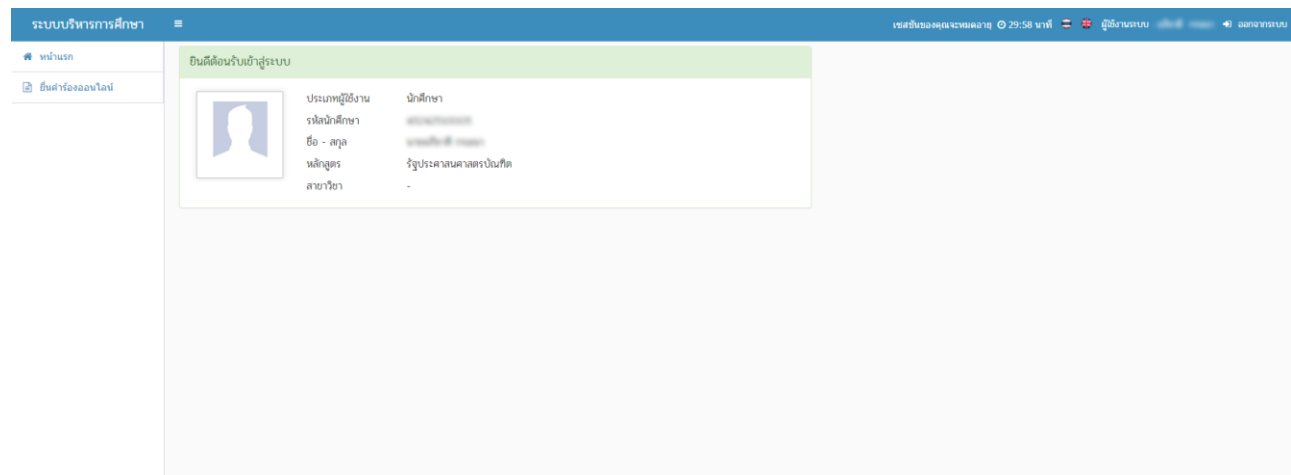 ระบบบริหารการศึกษา เซสชันของคุณจะหมดอายุ 29:58 นาที ผู้ใช้งานระบบ ออกจากระบบ
หน้าแรก
ยื่นคำร้องออนไลน์
ยินดีต้อนรับเข้าสู่ระบบ
ประเภทผู้ใช้งาน นักศึกษา
รหัสนักศึกษา
ชื่อ - สกุล
หลักสูตร รัฐประศาสนศาสตรบัณฑิต
สาขาวิชา -